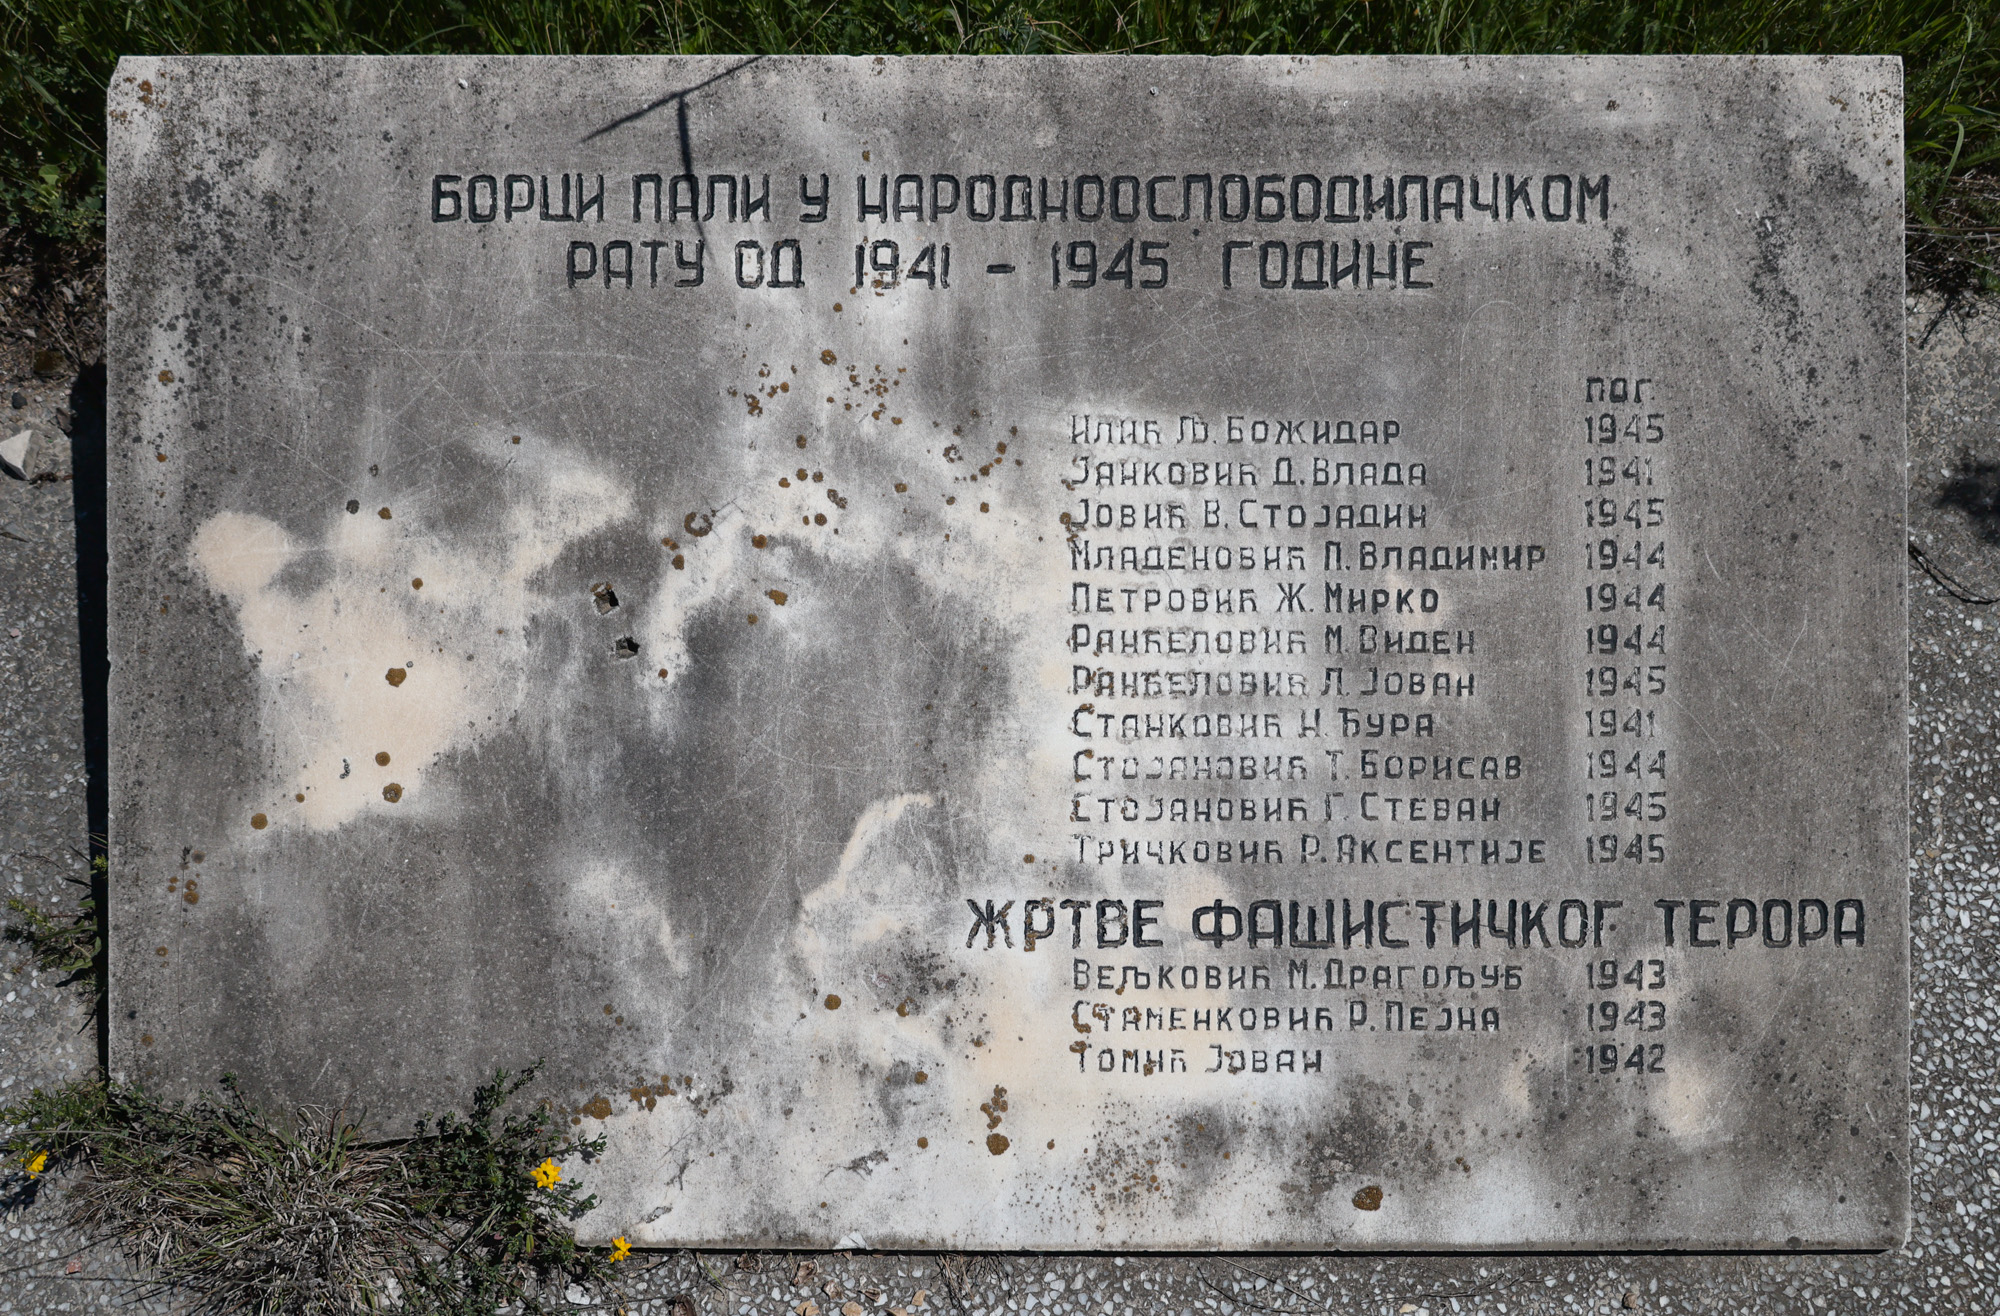 БОРЦИ ПАЛИ У НАРОДНООСЛОБОДИЛАЧКОМ
РАТУ ОД 1941 - 1945 ГОДИНЕ
ПОГ.
ИЛИЋ Љ. БОЖИДАР 1945
ЈАНКОВИЋ Д. ВЛАДА 1941
ЈОВИЋ В. СТОЈАДИН 1945
МЛАДЕНОВИЋ П. ВЛАДИМИР 1944
ПЕТРОВИЋ Ж. МИРКО 1944
РАНЂЕЛОВИЋ М. ВИДЕН 1944
РАНЂЕЛОВИЋ Л. ЈОВАН 1945
СТАНКОВИЋ Н. ЂУРА 1941
СТОЈАНОВИЋ Т. БОРИСАВ 1944
СТОЈАНОВИЋ Г. СТЕВАН 1945
ТРИЧКОВИЋ Р. АКСЕНТИЈЕ 1945
ЖРТВЕ ФАШИСТИЧКОГ ТЕРОРА
ВЕЉКОВИЋ М. ДРАГОЉУБ 1943
СТАМЕНКОВИЋ Р. ПЕЈНА 1943
ТОМИЋ ЈОВАН 1942